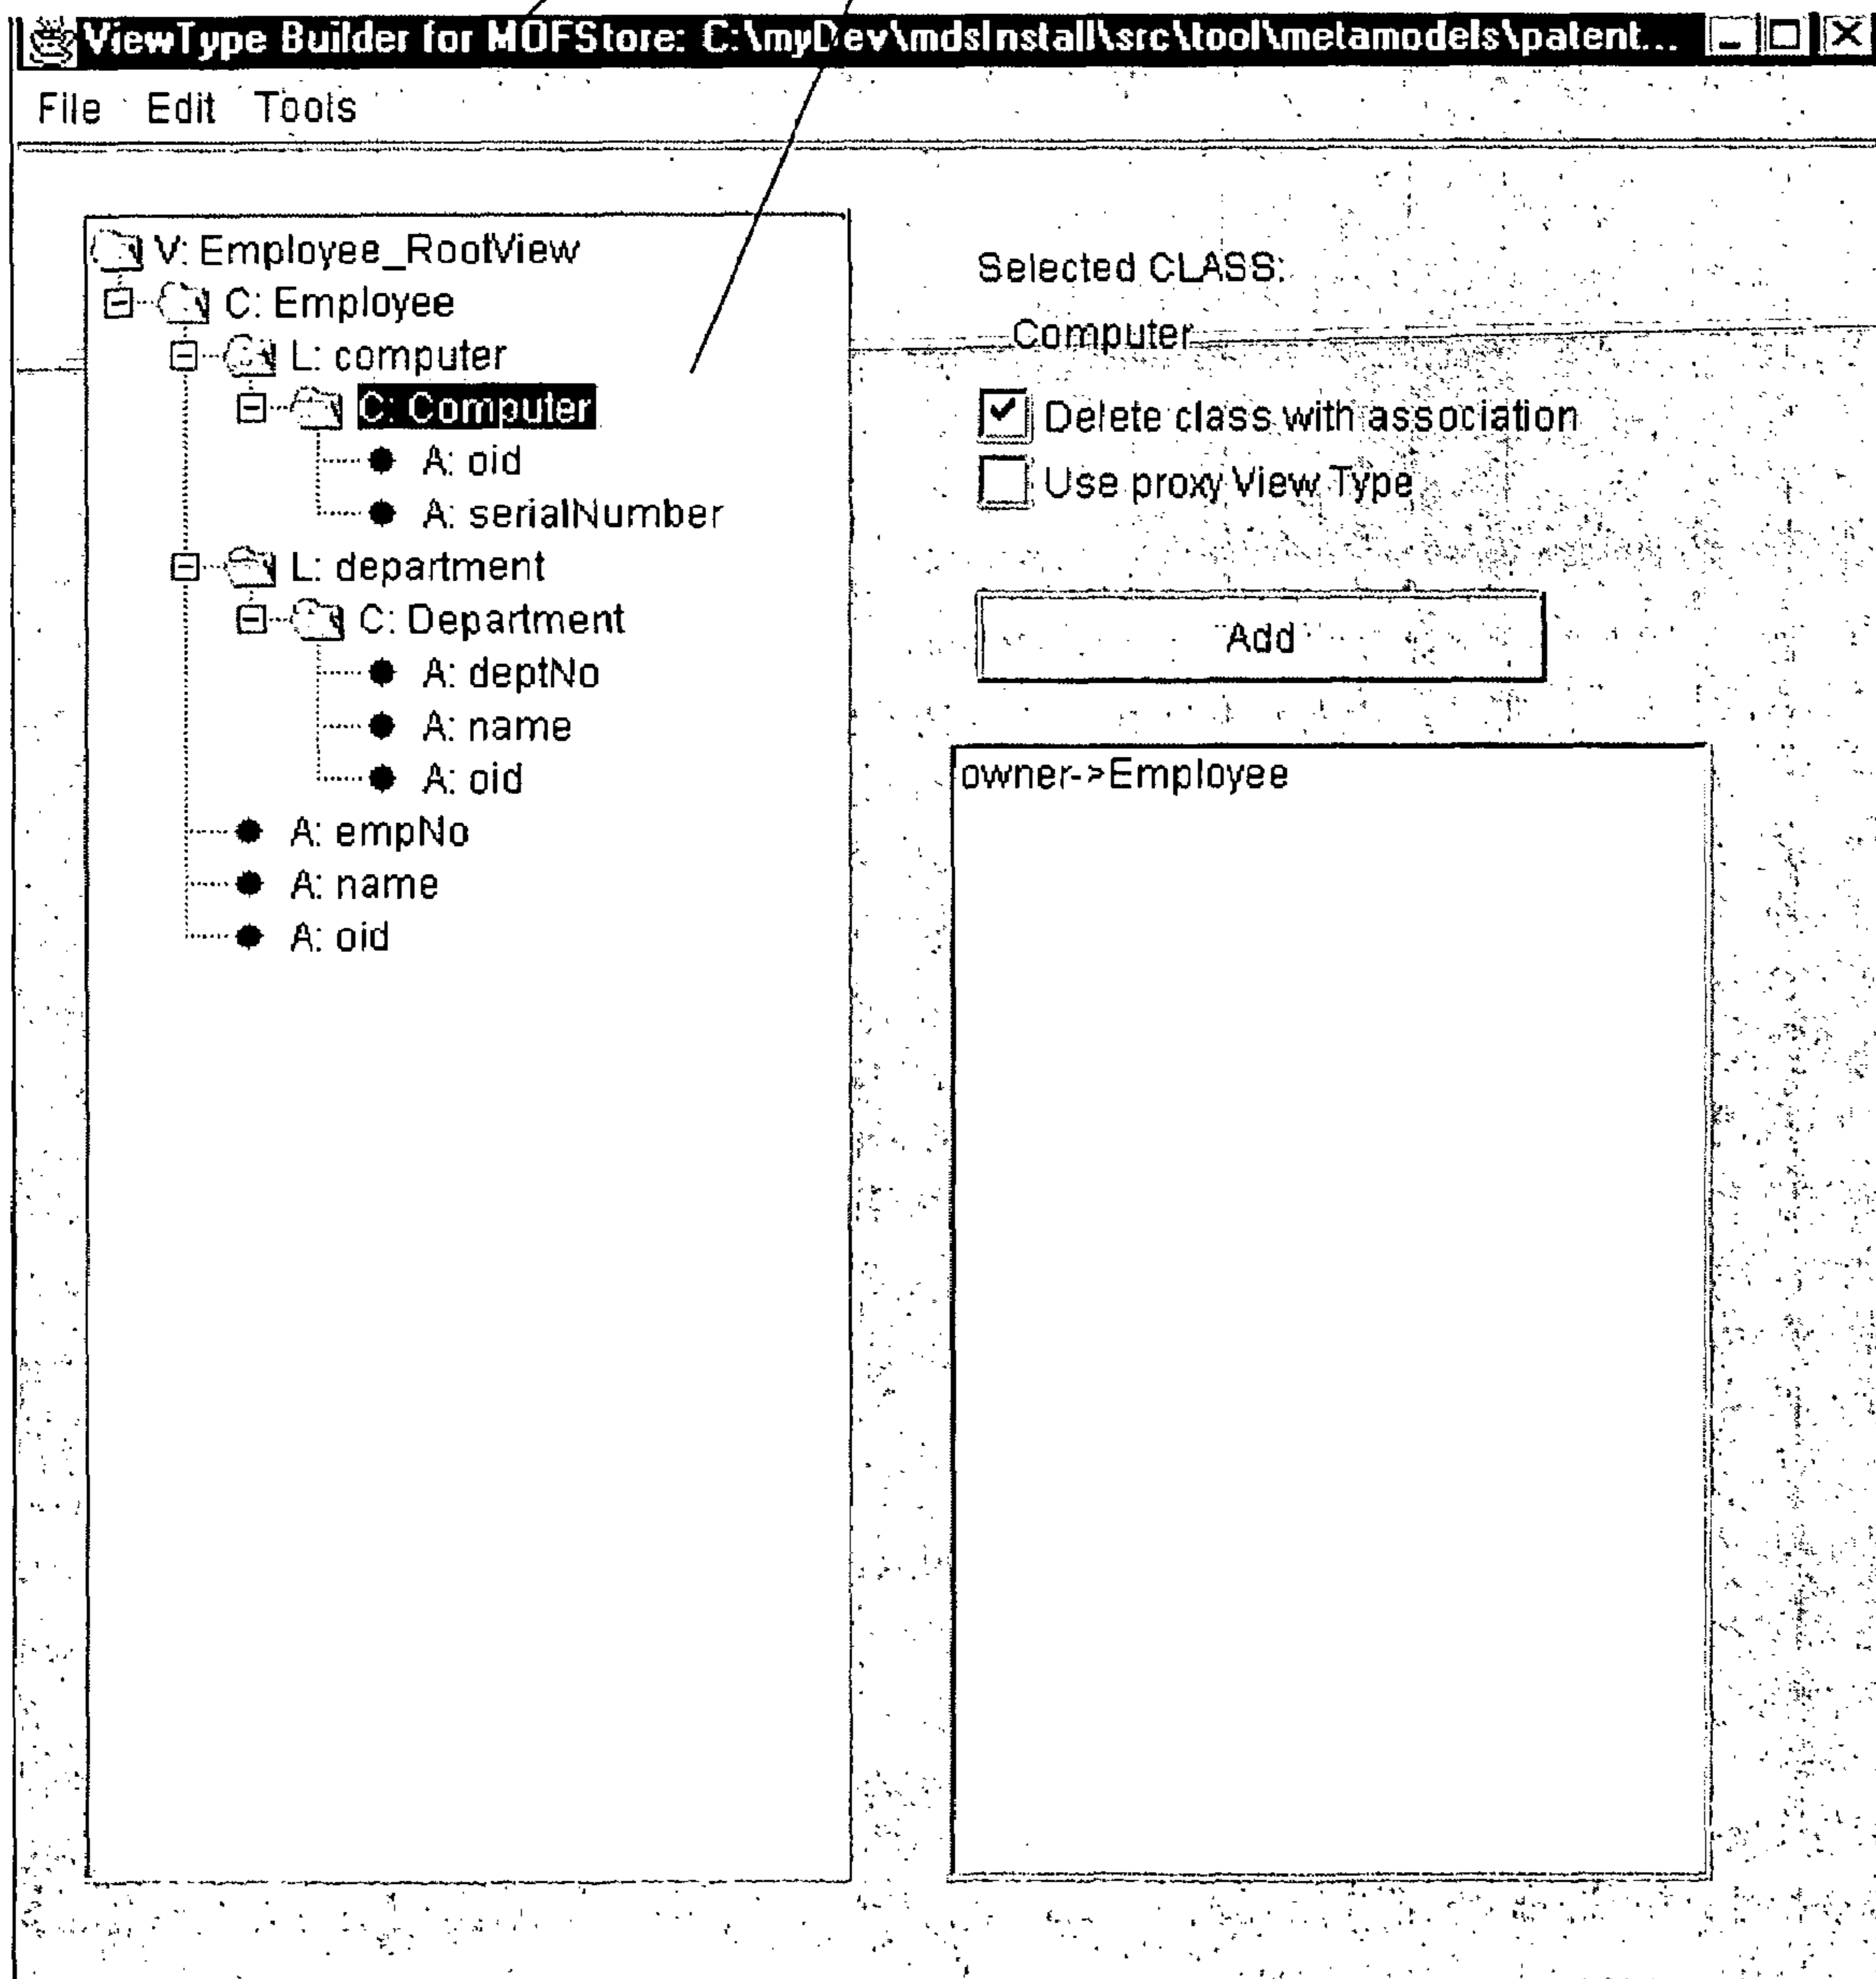 ViewType Builder for MOFStore: C:\myDev\mdsInstall\src\tool\metamodels\patent...
File Edit Tools
V: Employee_RootView
C: Employee
L: computer
C: Computer
A: oid
A: serialNumber
L: department
C: Department
A: deptNo
A: name
A: oid
A: empNo
A: name
A: oid
Selected CLASS:
Computer
Delete class with association
Use proxy View Type
Add
owner->Employee